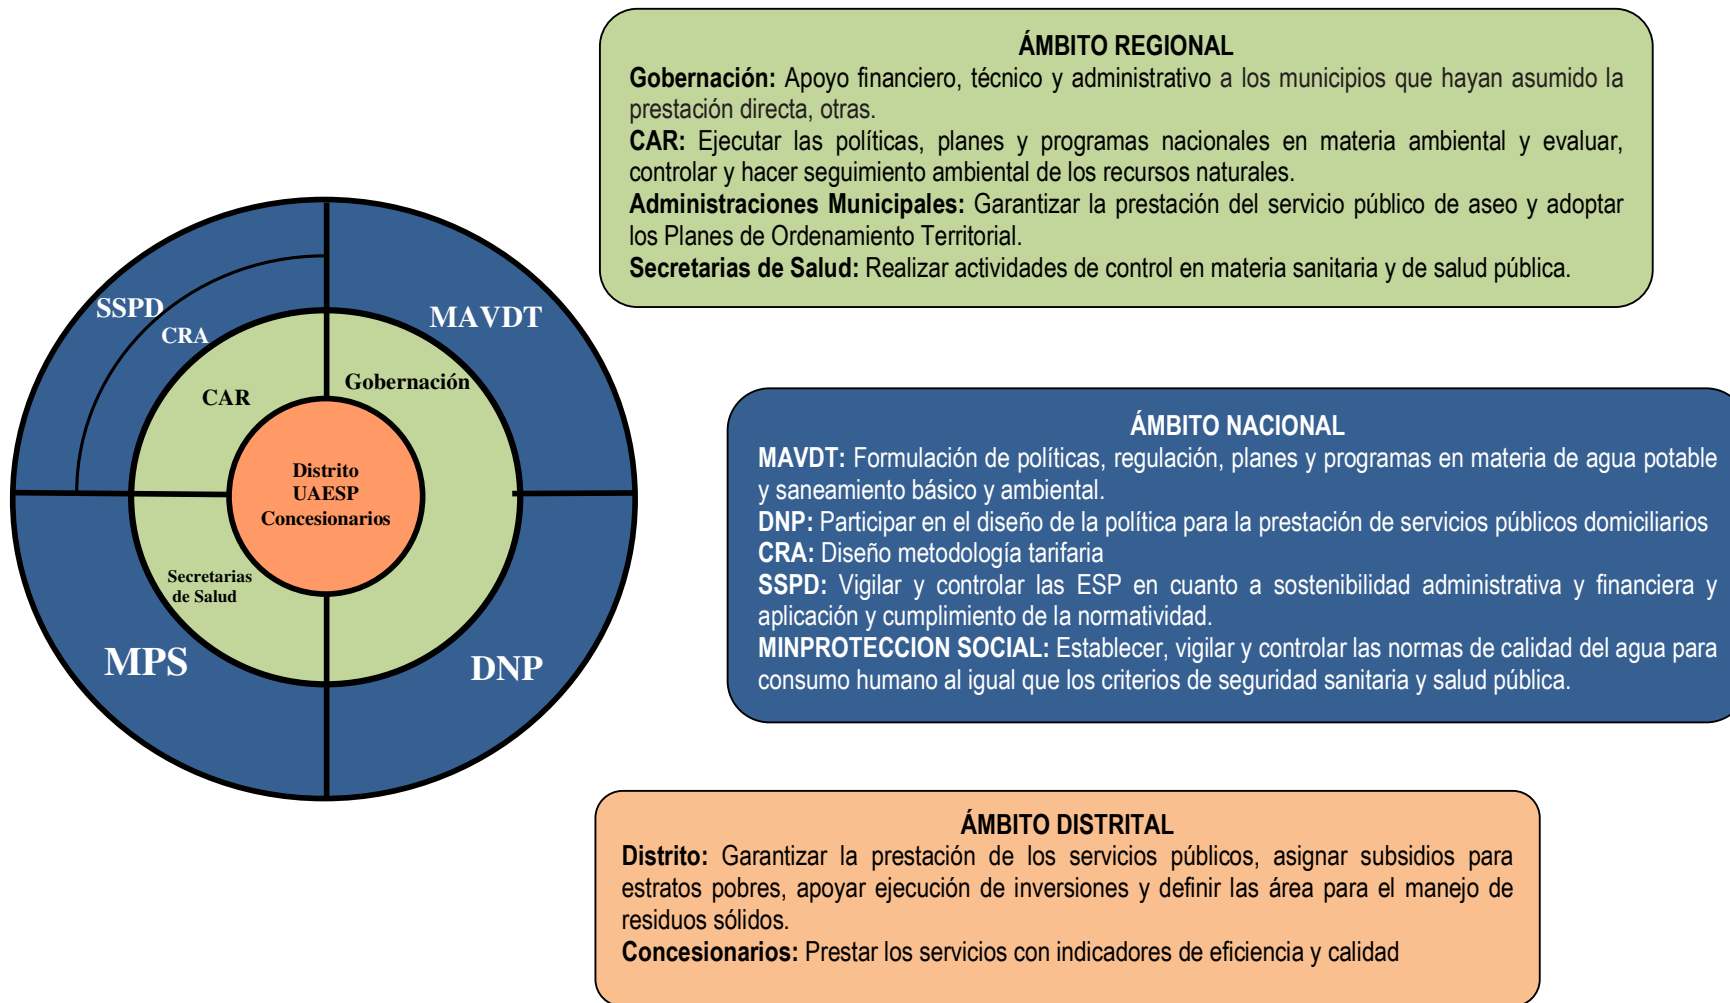 ÁMBITO REGIONAL
Gobernación: Apoyo financiero, técnico y administrativo a los municipios que hayan asumido la
prestación directa, otras.
CAR: Ejecutar las políticas, planes y programas nacionales en materia ambiental y evaluar,
controlar y hacer seguimiento ambiental de los recursos naturales.
Administraciones Municipales: Garantizar la prestación del servicio público de aseo y adoptar
los Planes de Ordenamiento Territorial.
Secretarias de Salud: Realizar actividades de control en materia sanitaria y de salud pública.
SSPD
CRA
MAVDT
CAR
Gobernación
Distrito
UAESP
Concesionarios
Secretarias
de Salud
MPS
DNP
ÁMBITO NACIONAL
MAVDT: Formulación de políticas, regulación, planes y programas en materia de agua potable
y saneamiento básico y ambiental.
DNP: Participar en el diseño de la política para la prestación de servicios públicos domiciliarios
CRA: Diseño metodología tarifaria
SSPD: Vigilar y controlar las ESP en cuanto a sostenibilidad administrativa y financiera y
aplicación y cumplimiento de la normatividad.
MINPROTECCION SOCIAL: Establecer, vigilar y controlar las normas de calidad del agua para
consumo humano al igual que los criterios de seguridad sanitaria y salud pública.
ÁMBITO DISTRITAL
Distrito: Garantizar la prestación de los servicios públicos, asignar subsidios para
estratos pobres, apoyar ejecución de inversiones y definir las área para el manejo de
residuos sólidos.
Concesionarios: Prestar los servicios con indicadores de eficiencia y calidad